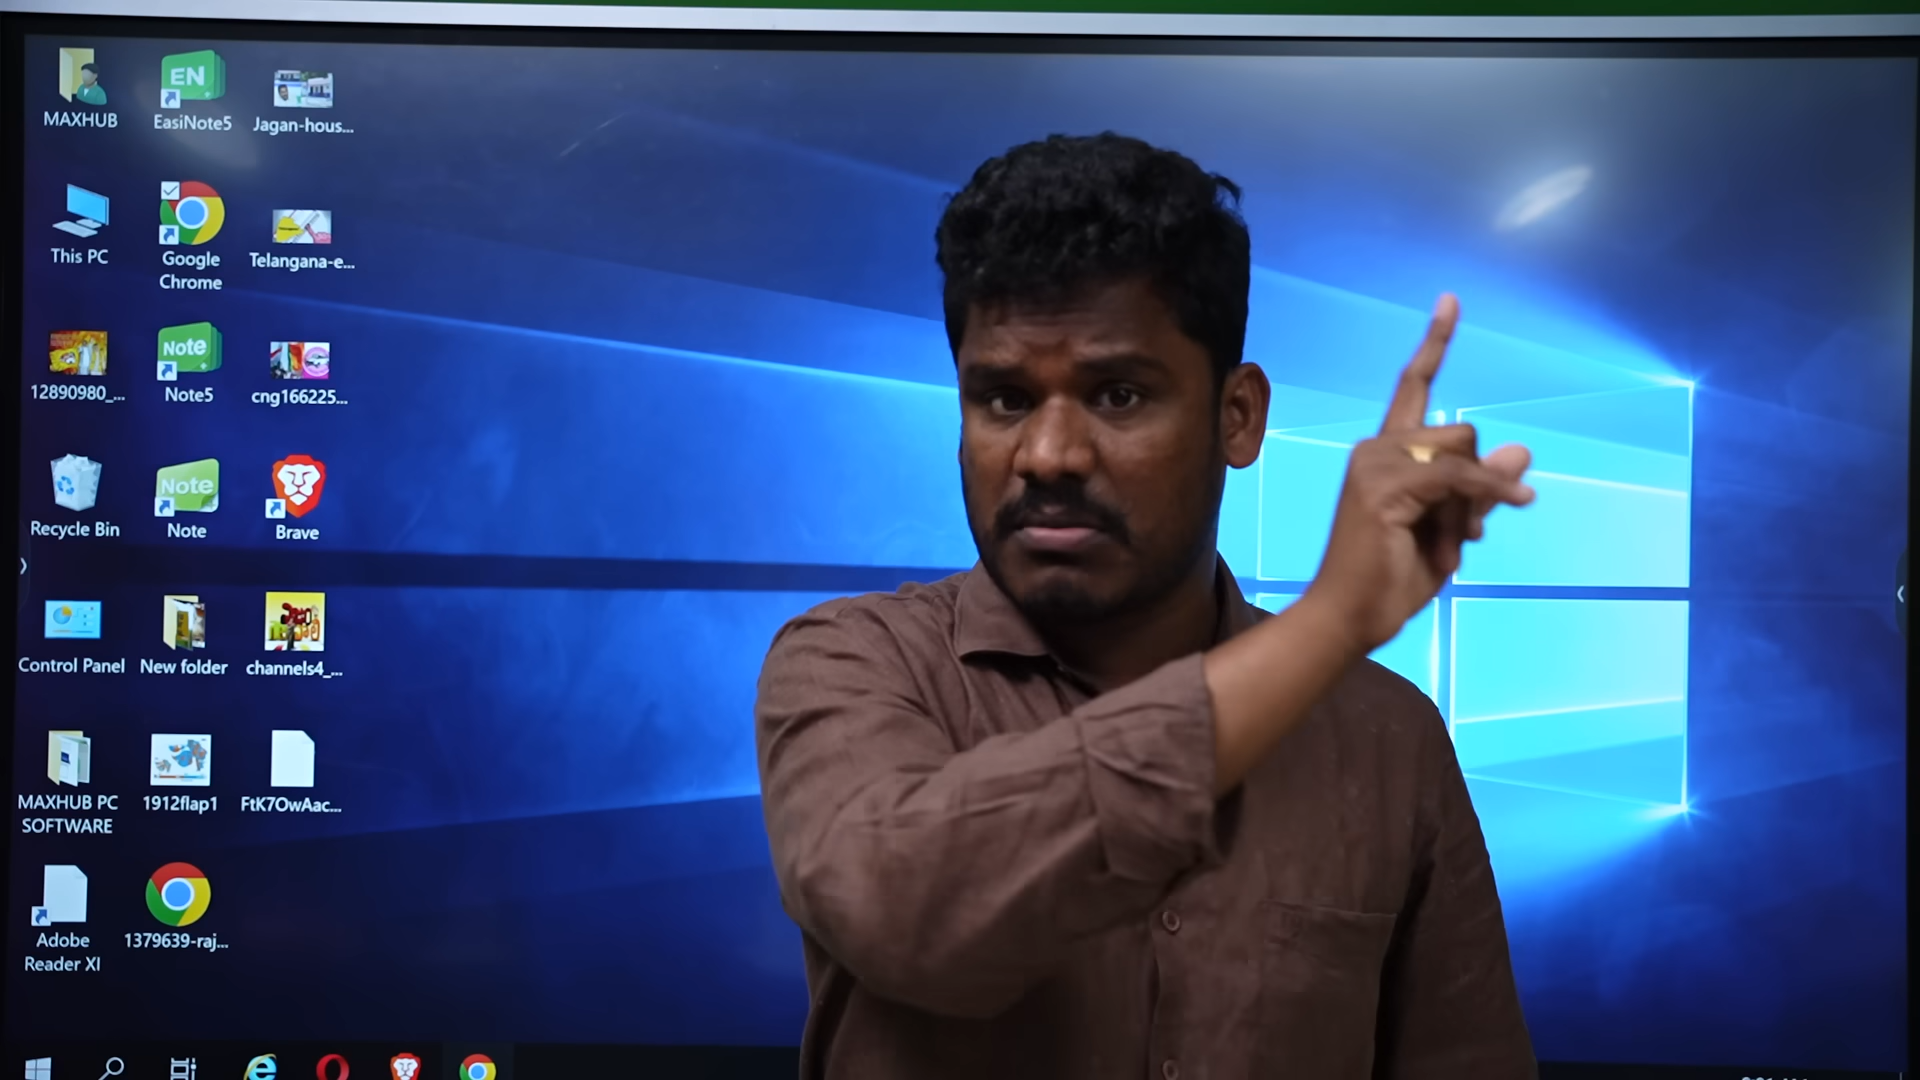 MAXHUB
EN
EasiNote5
Jagan-hous...
This PC
Google
Chrome
Telangana-e...
12890980_...
Note
Note5
cng166225...
Recycle Bin
Note
Note
Brave
Control Panel
New folder
channels4_...
MAXHUB PC
SOFTWARE
1912flap1
FtK7OwAac...
Adobe
Reader XI
1379639-raj...